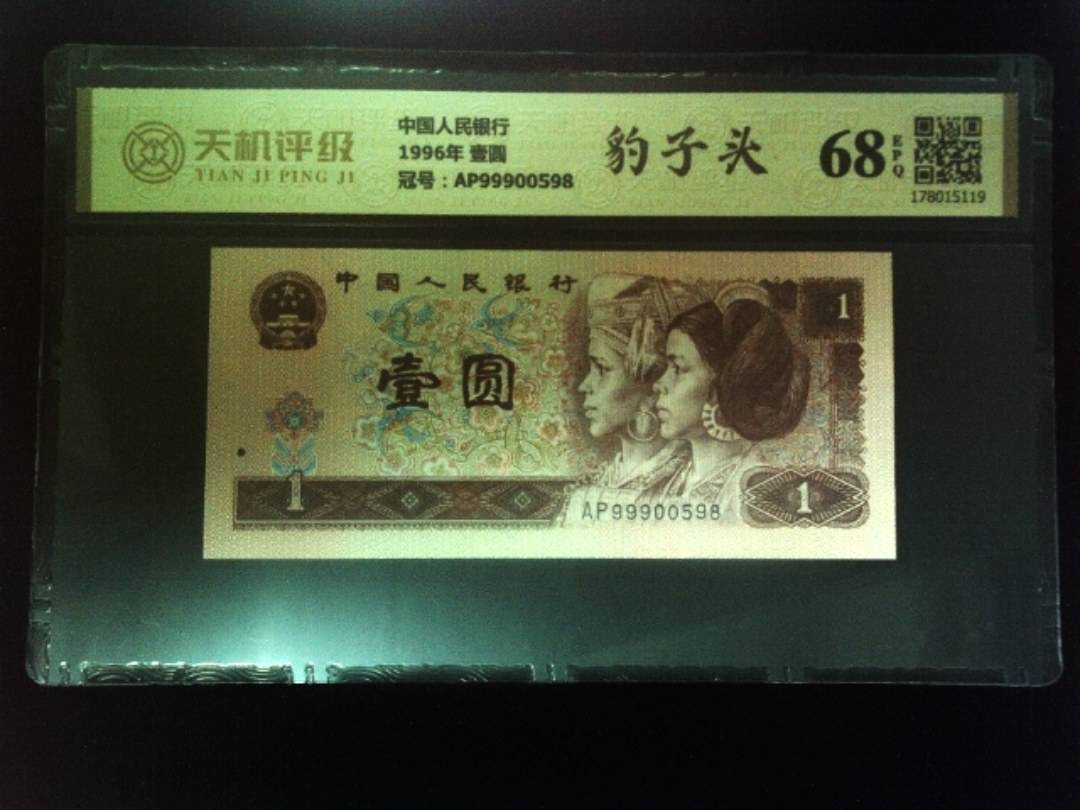 天机评级
TIAN JI PING JI
中国人民银行
1996年 壹圆
冠号：AP99900598
豹子头
68
EPQ
178015119
中国人民银行
1
壹圆
1
AP99900598
1